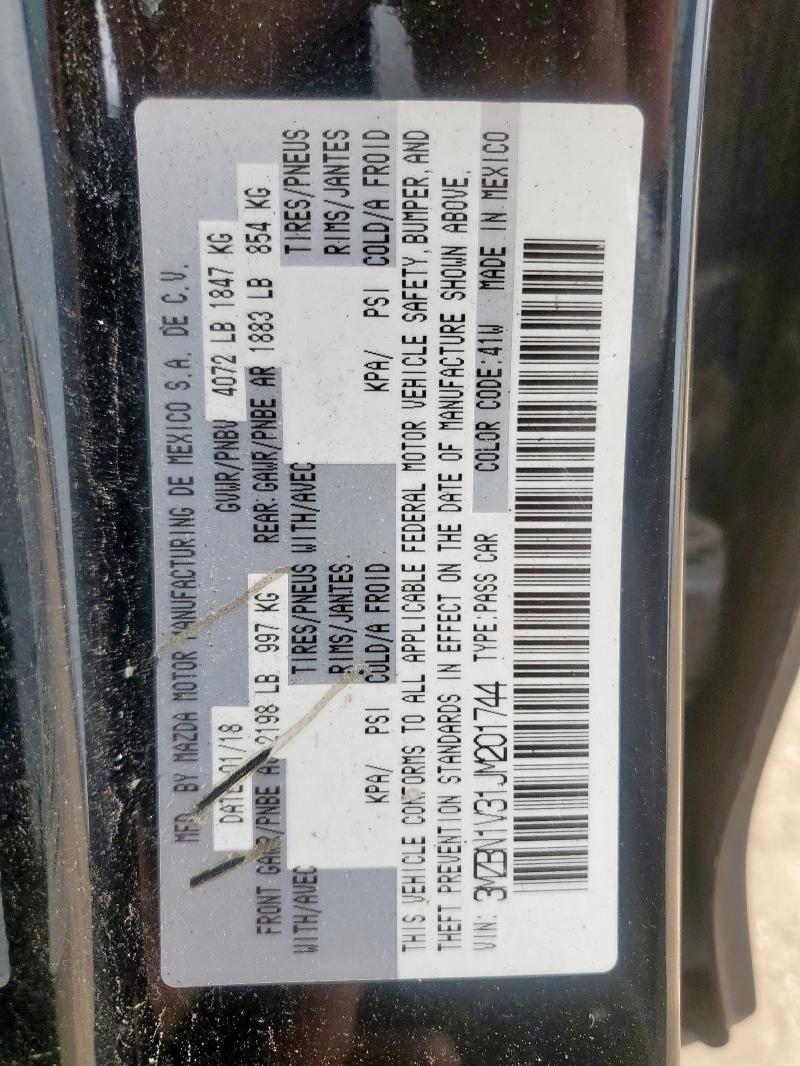 MFD BY MAZDA MOTOR MANUFACTURING DE MEXICO S.A. DE C.V.
DATE:01/18 GVWR/PNBV 4072 LB 1847 KG
FRONT GAWR/PNBE AV 2198 LB 997 KG REAR GAWR/PNBE AR 1883 LB 854 KG
WITH/AVEC TIRES/PNEUS WITH/AVEC TIRES/PNEUS
RIMS/JANTES RIMS/JANTES
KPA/ PSI COLD/A FROID KPA/ PSI COLD/A FROID
THIS VEHICLE CONFORMS TO ALL APPLICABLE FEDERAL MOTOR VEHICLE SAFETY, BUMPER, AND
THEFT PREVENTION STANDARDS IN EFFECT ON THE DATE OF MANUFACTURE SHOWN ABOVE.
VIN: 3MZBN1V31JM201744 TYPE:PASS CAR COLOR CODE:41W MADE IN MEXICO